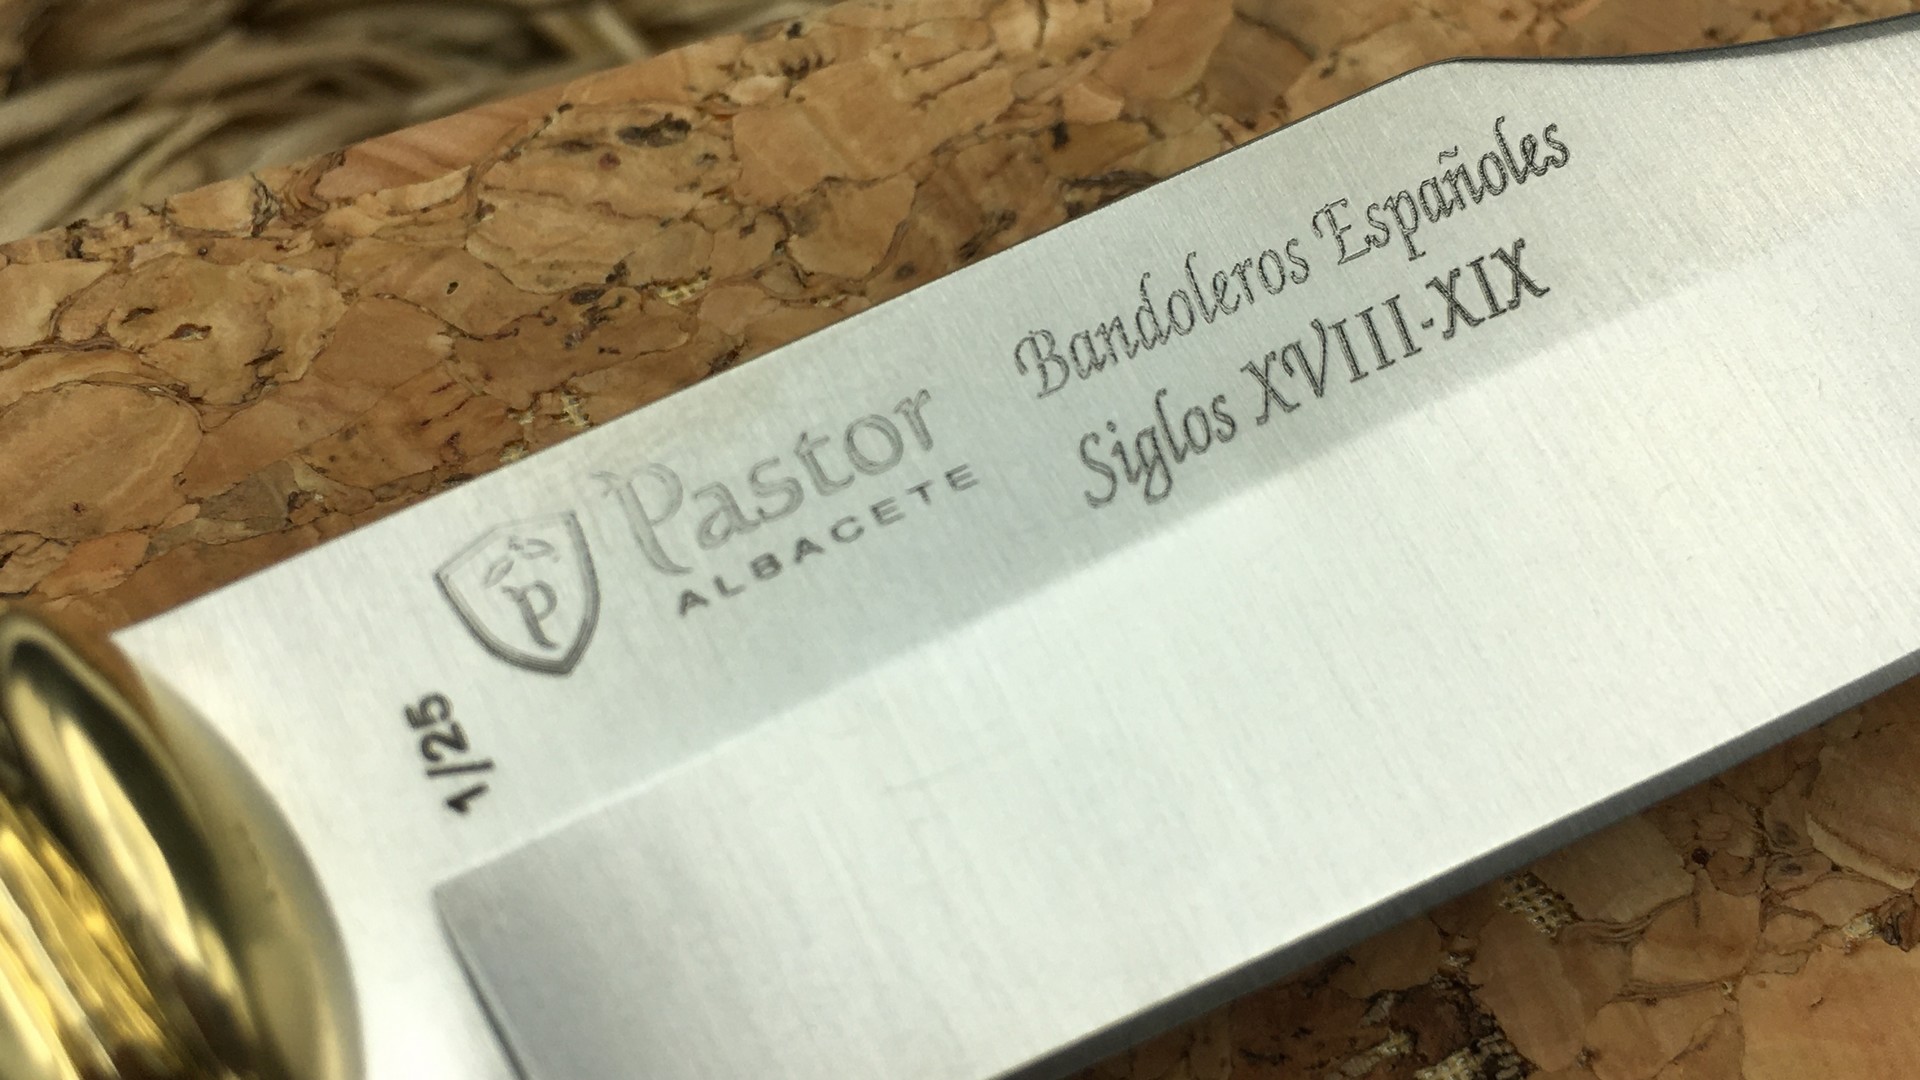 Pastor
ALBACETE
Bandoleros Españoles
Siglos XVIII-XIX
p
1/25